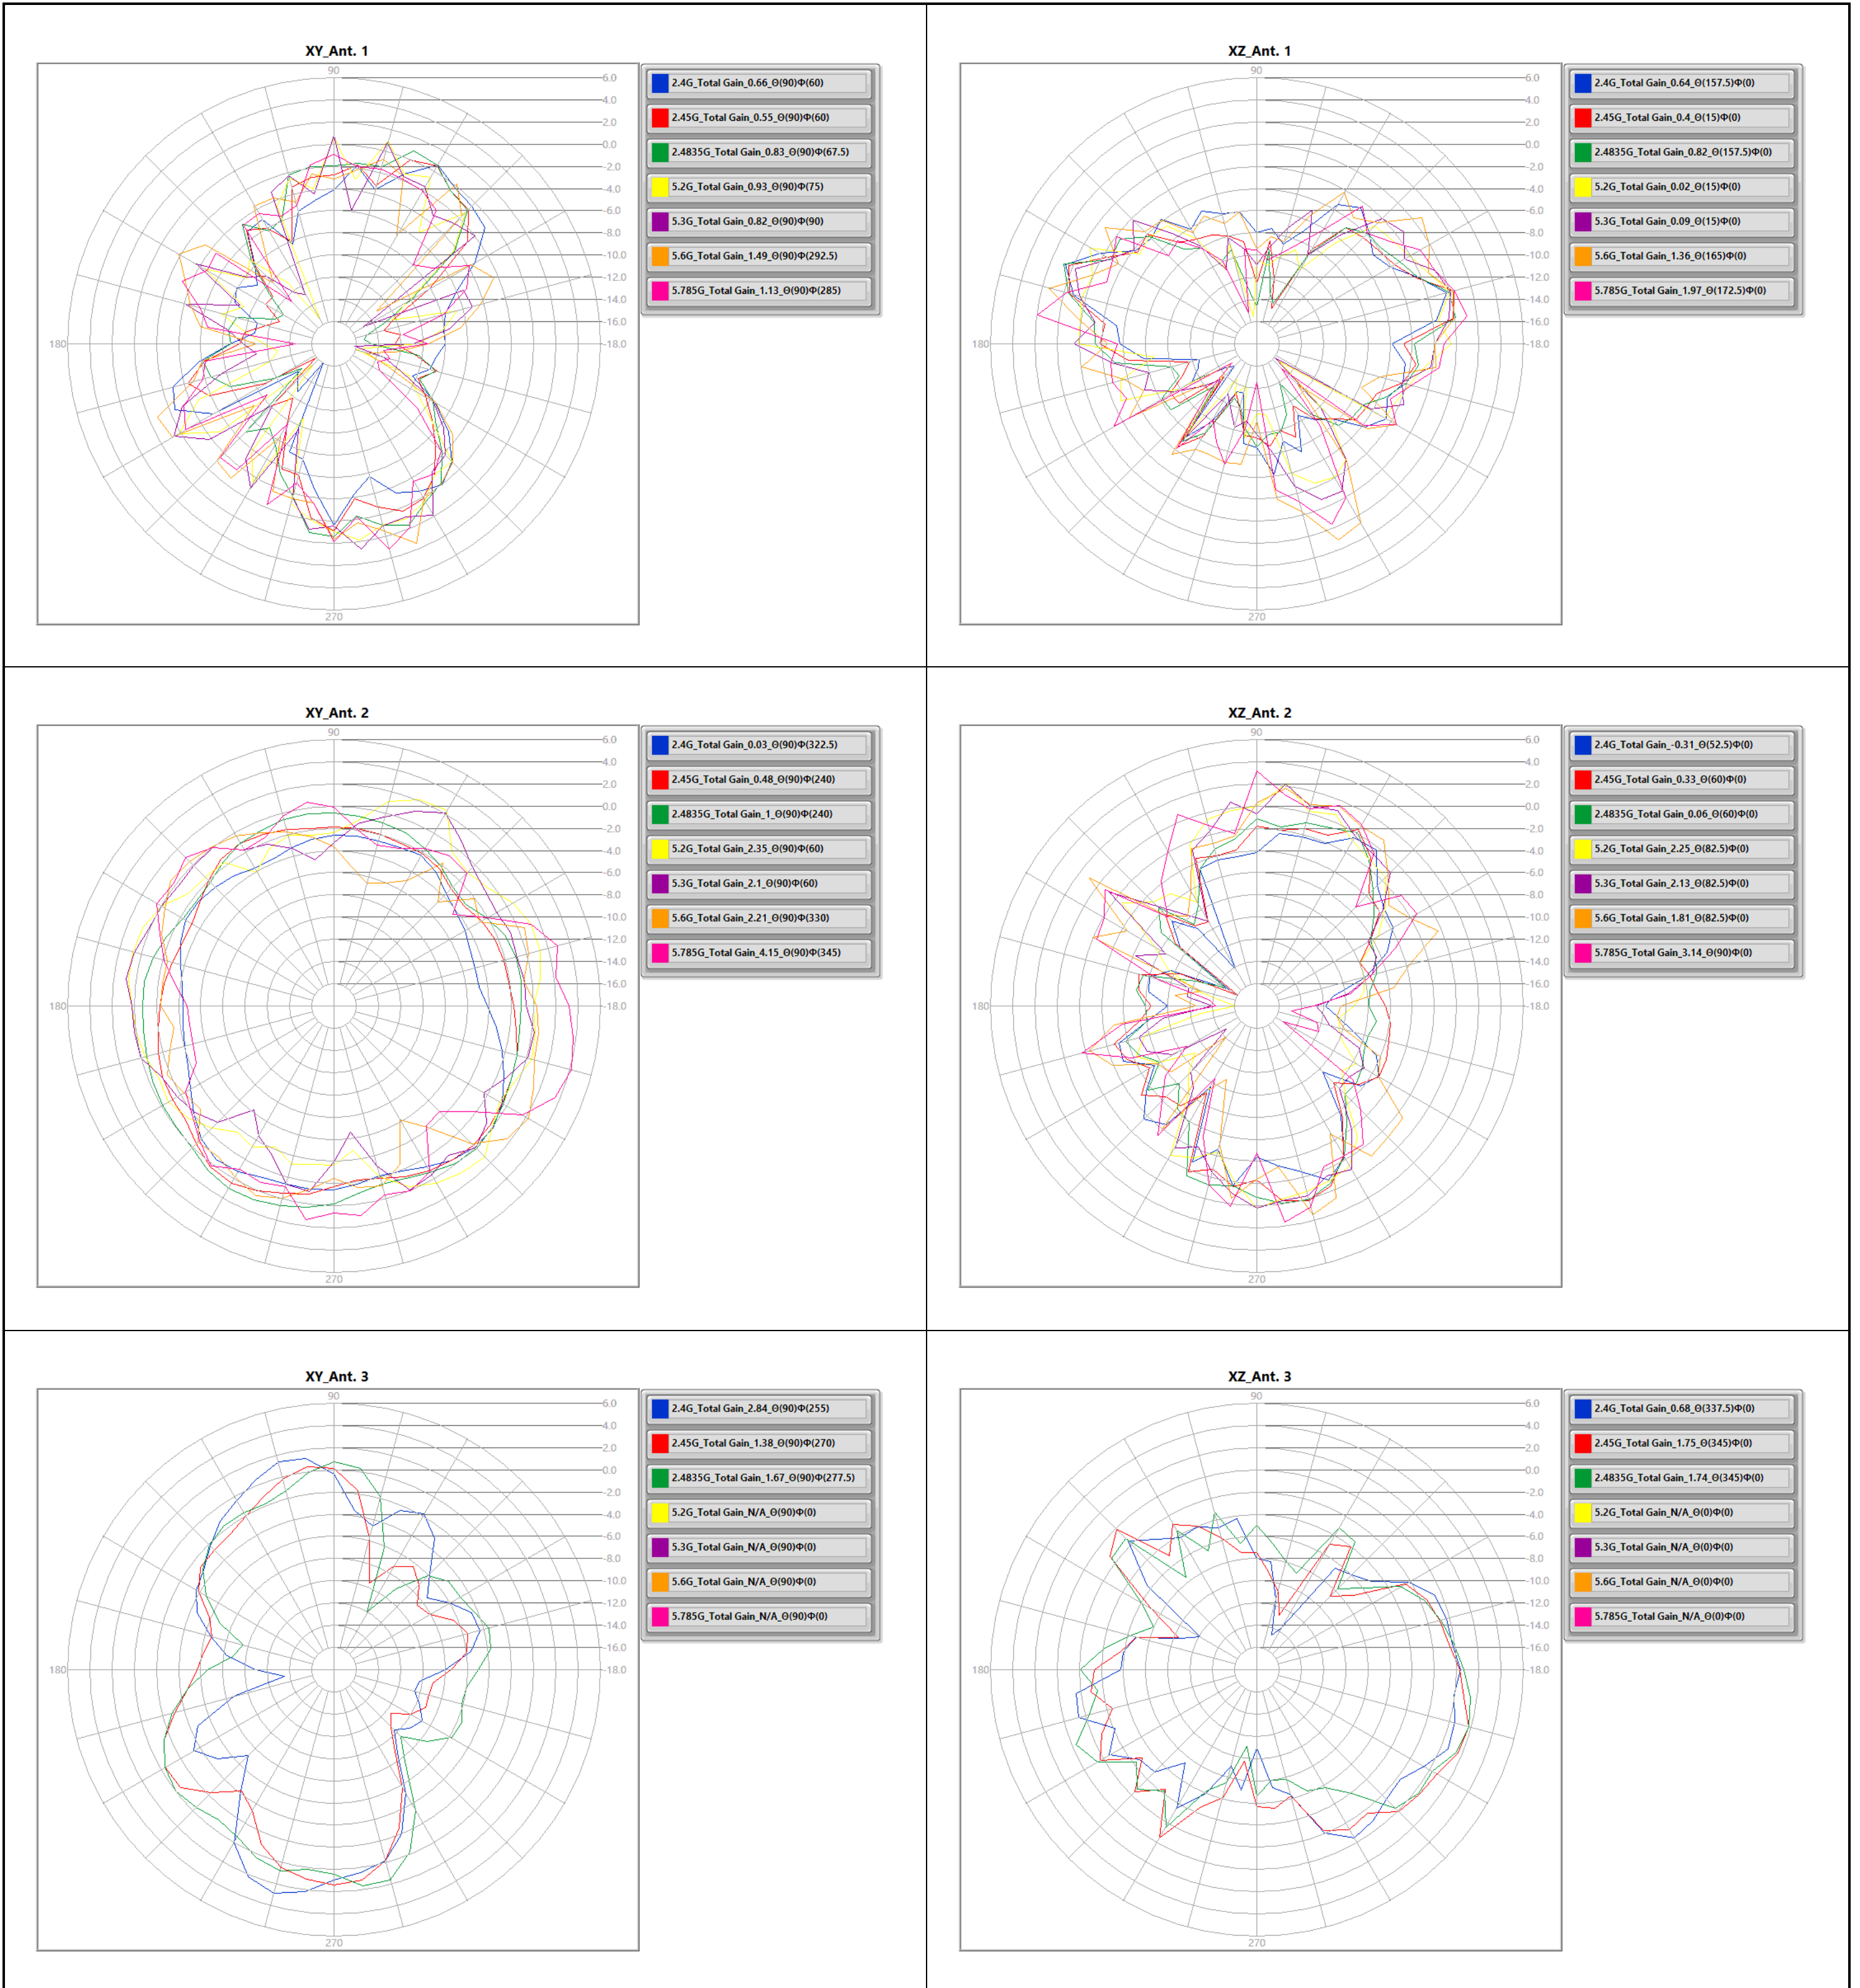 XY_Ant. 1
90
6.0
4.0
2.0
0.0
-2.0
-4.0
-6.0
-8.0
-10.0
-12.0
-14.0
-16.0
-18.0
180
270
2.4G_Total Gain_0.66_Θ(90)Φ(60)
2.45G_Total Gain_0.55_Θ(90)Φ(60)
2.4835G_Total Gain_0.83_Θ(90)Φ(67.5)
5.2G_Total Gain_0.93_Θ(90)Φ(75)
5.3G_Total Gain_0.82_Θ(90)Φ(90)
5.6G_Total Gain_1.49_Θ(90)Φ(292.5)
5.785G_Total Gain_1.13_Θ(90)Φ(285)
XZ_Ant. 1
90
6.0
4.0
2.0
0.0
-2.0
-4.0
-6.0
-8.0
-10.0
-12.0
-14.0
-16.0
-18.0
180
270
2.4G_Total Gain_0.64_Θ(157.5)Φ(0)
2.45G_Total Gain_0.4_Θ(15)Φ(0)
2.4835G_Total Gain_0.82_Θ(157.5)Φ(0)
5.2G_Total Gain_0.02_Θ(15)Φ(0)
5.3G_Total Gain_0.09_Θ(15)Φ(0)
5.6G_Total Gain_1.36_Θ(165)Φ(0)
5.785G_Total Gain_1.97_Θ(172.5)Φ(0)
XY_Ant. 2
90
6.0
4.0
2.0
0.0
-2.0
-4.0
-6.0
-8.0
-10.0
-12.0
-14.0
-16.0
-18.0
180
270
2.4G_Total Gain_0.03_Θ(90)Φ(322.5)
2.45G_Total Gain_0.48_Θ(90)Φ(240)
2.4835G_Total Gain_1_Θ(90)Φ(240)
5.2G_Total Gain_2.35_Θ(90)Φ(60)
5.3G_Total Gain_2.1_Θ(90)Φ(60)
5.6G_Total Gain_2.21_Θ(90)Φ(330)
5.785G_Total Gain_4.15_Θ(90)Φ(345)
XZ_Ant. 2
90
6.0
4.0
2.0
0.0
-2.0
-4.0
-6.0
-8.0
-10.0
-12.0
-14.0
-16.0
-18.0
180
270
2.4G_Total Gain_-0.31_Θ(52.5)Φ(0)
2.45G_Total Gain_0.33_Θ(60)Φ(0)
2.4835G_Total Gain_0.06_Θ(60)Φ(0)
5.2G_Total Gain_2.25_Θ(82.5)Φ(0)
5.3G_Total Gain_2.13_Θ(82.5)Φ(0)
5.6G_Total Gain_1.81_Θ(82.5)Φ(0)
5.785G_Total Gain_3.14_Θ(90)Φ(0)
XY_Ant. 3
90
6.0
4.0
2.0
0.0
-2.0
-4.0
-6.0
-8.0
-10.0
-12.0
-14.0
-16.0
-18.0
180
270
2.4G_Total Gain_2.84_Θ(90)Φ(255)
2.45G_Total Gain_1.38_Θ(90)Φ(270)
2.4835G_Total Gain_1.67_Θ(90)Φ(277.5)
5.2G_Total Gain_N/A_Θ(90)Φ(0)
5.3G_Total Gain_N/A_Θ(90)Φ(0)
5.6G_Total Gain_N/A_Θ(90)Φ(0)
5.785G_Total Gain_N/A_Θ(90)Φ(0)
XZ_Ant. 3
90
6.0
4.0
2.0
0.0
-2.0
-4.0
-6.0
-8.0
-10.0
-12.0
-14.0
-16.0
-18.0
180
270
2.4G_Total Gain_0.68_Θ(337.5)Φ(0)
2.45G_Total Gain_1.75_Θ(345)Φ(0)
2.4835G_Total Gain_1.74_Θ(345)Φ(0)
5.2G_Total Gain_N/A_Θ(0)Φ(0)
5.3G_Total Gain_N/A_Θ(0)Φ(0)
5.6G_Total Gain_N/A_Θ(0)Φ(0)
5.785G_Total Gain_N/A_Θ(0)Φ(0)